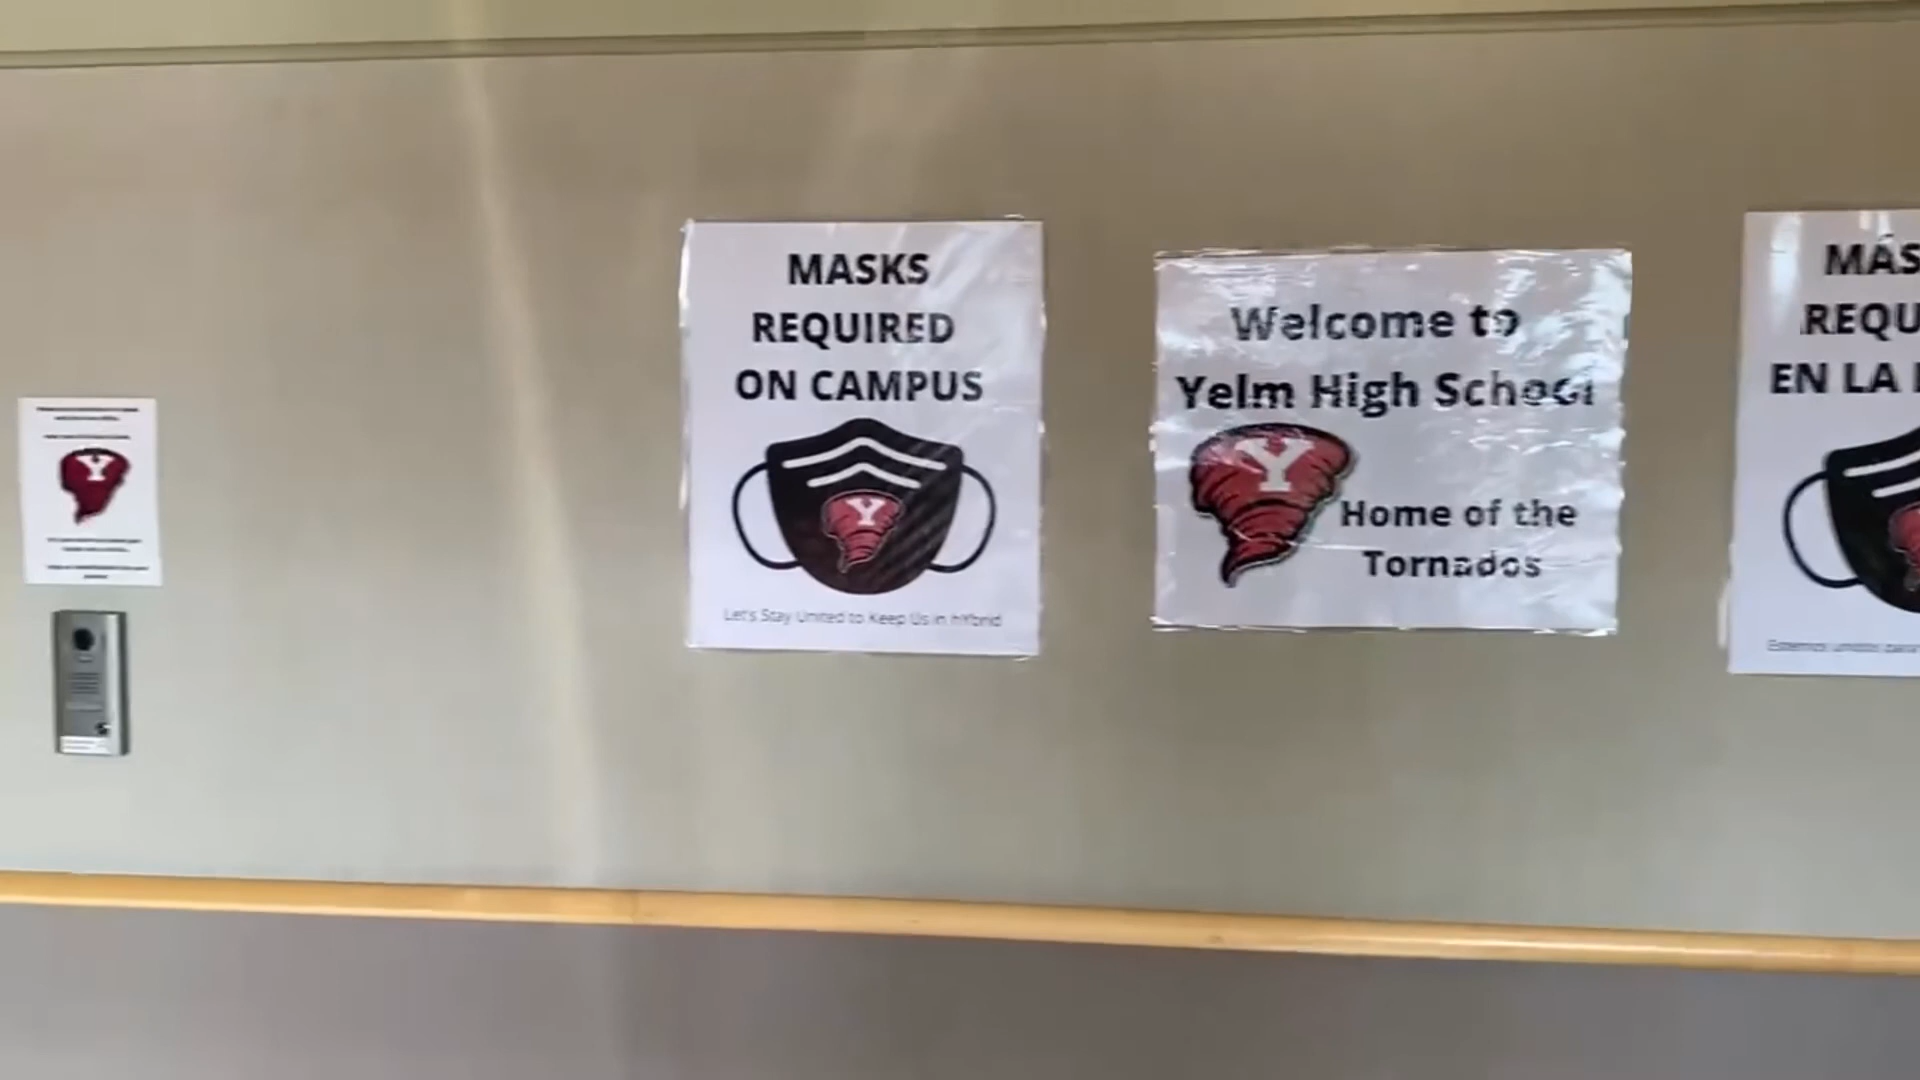 MASKS
REQUIRED
ON CAMPUS
Y
Let's Stay United to Keep Us in hYbrid
Welcome to
Yelm High School
Y
Home of the
Tornados
MÁS
REQU
EN LA
Y